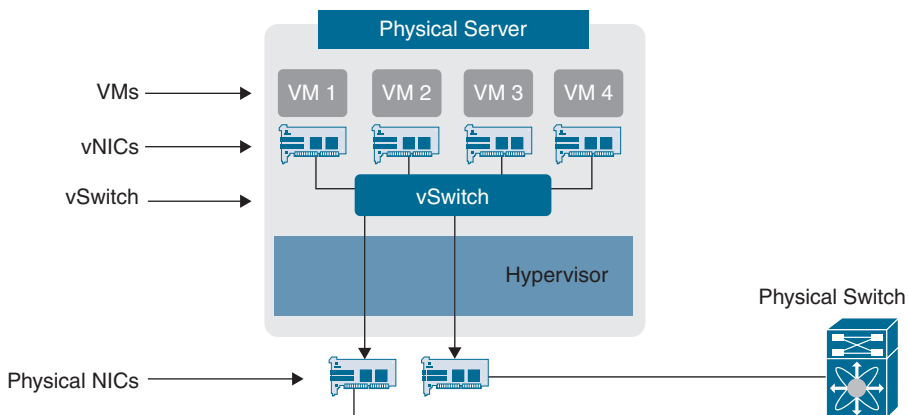 Physical Server
VMs
VM 1
VM 2
VM 3
VM 4
vNICs
vSwitch
vSwitch
Hypervisor
Physical Switch
Physical NICs